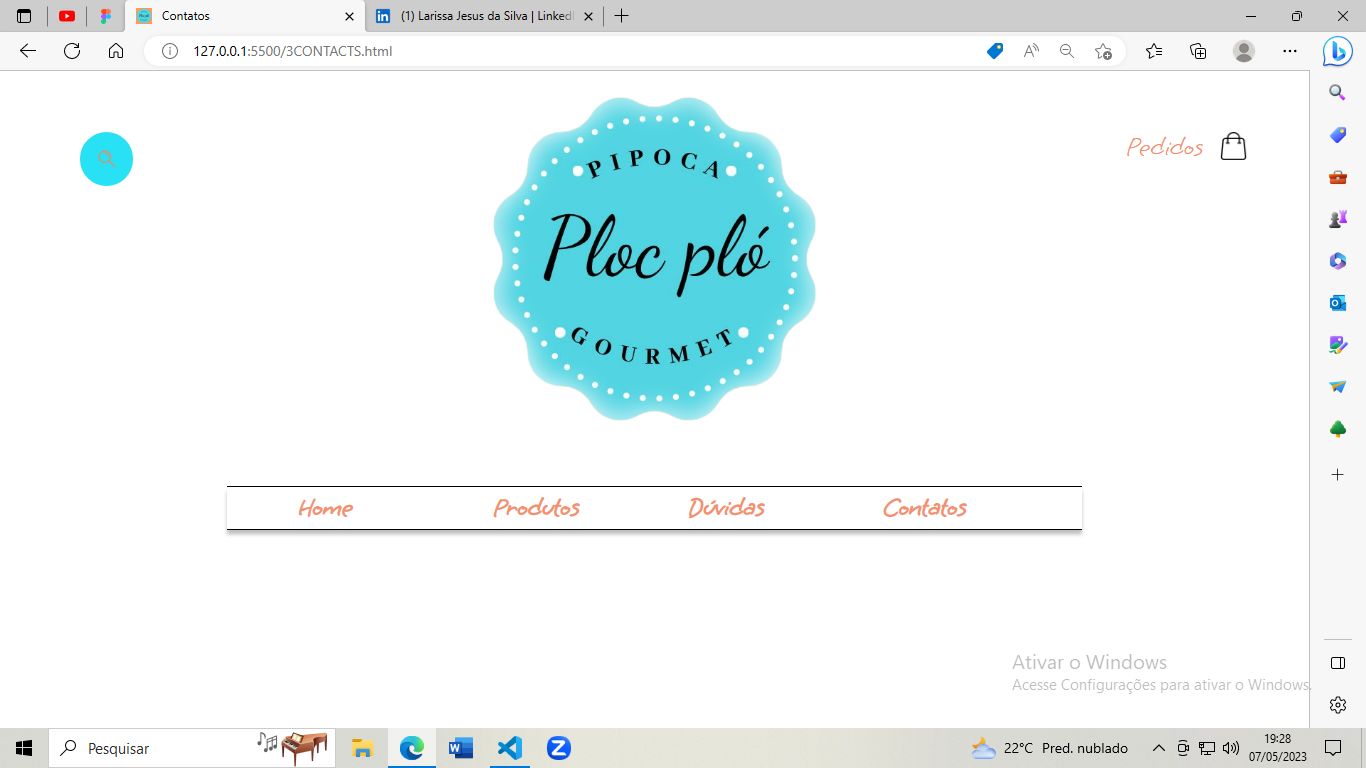 Contatos
(1) Larissa Jesus da Silva | Linked
127.0.0.1:5500/3CONTACTS.html
Pedidos
PIPOCA
Ploc pló
GOURMET
Home Produtos Dúvidas Contatos
Ativar o Windows
Acesse Configurações para ativar o Windows.
Pesquisar
22°C Pred. nublado
19:28
07/05/2023